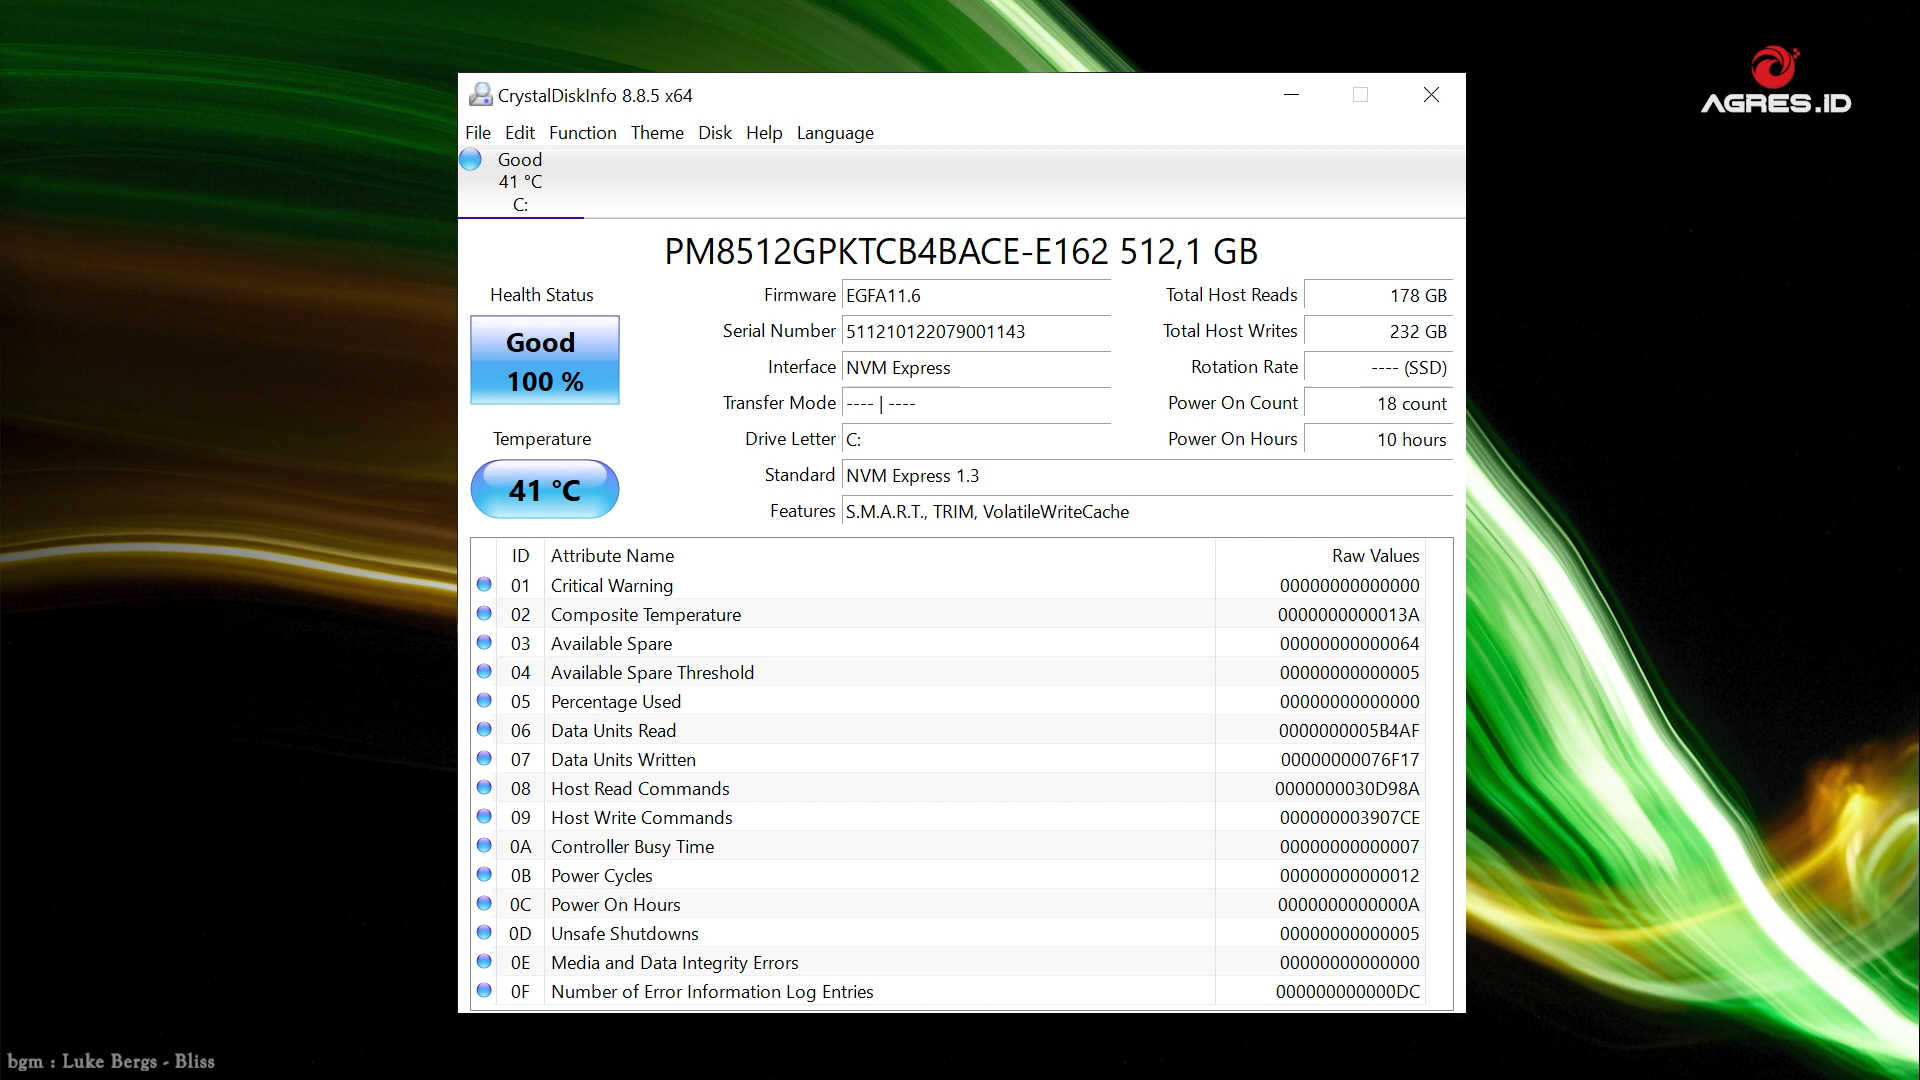 AGRES.ID
CrystalDiskInfo 8.8.5 x64
File Edit Function Theme Disk Help Language
Good
41 °C
C:
PM8512GPKTCB4BACE-E162 512,1 GB
Health Status
Good
100 %
Temperature
41 °C
Firmware EGFA11.6
Serial Number 511210122079001143
Interface NVM Express
Transfer Mode ---- | ----
Drive Letter C:
Standard NVM Express 1.3
Features S.M.A.R.T., TRIM, VolatileWriteCache
Total Host Reads 178 GB
Total Host Writes 232 GB
Rotation Rate ---- (SSD)
Power On Count 18 count
Power On Hours 10 hours
ID Attribute Name Raw Values
01 Critical Warning 00000000000000
02 Composite Temperature 0000000000013A
03 Available Spare 00000000000064
04 Available Spare Threshold 00000000000005
05 Percentage Used 00000000000000
06 Data Units Read 0000000005B4AF
07 Data Units Written 00000000076F17
08 Host Read Commands 0000000030D98A
09 Host Write Commands 000000003907CE
0A Controller Busy Time 00000000000007
0B Power Cycles 00000000000012
0C Power On Hours 0000000000000A
0D Unsafe Shutdowns 00000000000005
0E Media and Data Integrity Errors 00000000000000
0F Number of Error Information Log Entries 000000000000DC
bgm : Luke Bergs - Bliss